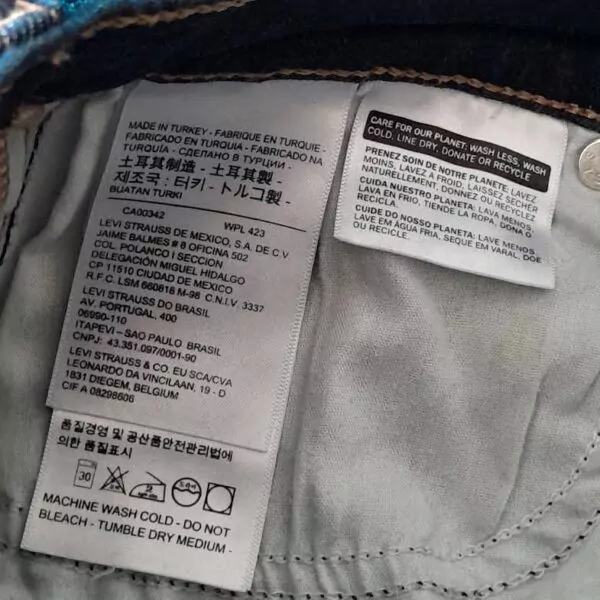 MADE IN TURKEY - FABRIQUE EN TURQUIE -
FABRICADO EN TURQUIA - FABRICADO NA
TURQUÍA - СДЕЛАНО В ТУРЦИИ -
土耳其制造 - 土耳其製 -
제조국 : 터키 - トルコ製 -
BUATAN TURKI
CA00342 WPL 423
LEVI STRAUSS DE MEXICO, S.A. DE C.V
JAIME BALMES # 8 OFICINA 502
COL. POLANCO I SECCION
DELEGACIÓN MIGUEL HIDALGO
CP 11510 CIUDAD DE MÉXICO
R.F.C. LSM 660818 M-98 C.N.I.V. 3337
LEVI STRAUSS DO BRASIL
AV. PORTUGAL, 400
06990-110
ITAPEVI – SAO PAULO BRASIL
CNPJ: 43.351.097/0001-90
LEVI STRAUSS & CO. EU SCA/CVA
LEONARDO DA VINCILAAN, 19 - D
1831 DIEGEM, BELGIUM
CIF A 08298606
품질경영 및 공산품안전관리법에
의한 품질표시
30
MACHINE WASH COLD - DO NOT
BLEACH - TUMBLE DRY MEDIUM -
CARE FOR OUR PLANET: WASH LESS, WASH
COLD, LINE DRY, DONATE OR RECYCLE
PRENEZ SOIN DE NOTRE PLANETE: LAVEZ
MOINS, LAVEZ A FROID, LAISSEZ SÉCHER
NATURELLEMENT, DONNEZ OU RECYCLEZ
CUIDA NUESTRO PLANETA: LAVA MENOS,
LAVA EN FRIO, TIENDE LA ROPA, DONA O
RECICLA.
CUIDE DO NOSSO PLANETA: LAVE MENOS
LAVE EM ÁGUA FRIA, SEQUE EM VARAL, DOE
OU RECICLE.